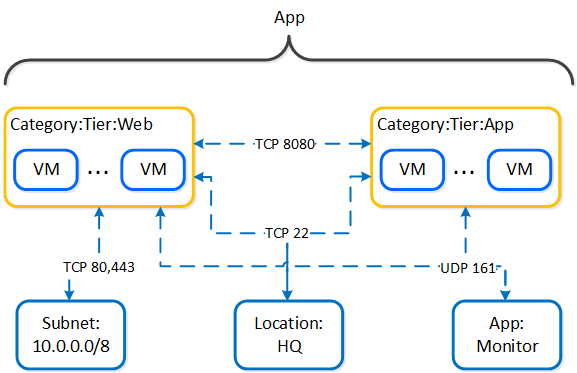 App
Category:Tier:Web
Category:Tier:App
VM
...
VM
TCP 8080
VM
...
VM
TCP 22
TCP 80,443
UDP 161
Subnet:
10.0.0.0/8
Location:
HQ
App:
Monitor